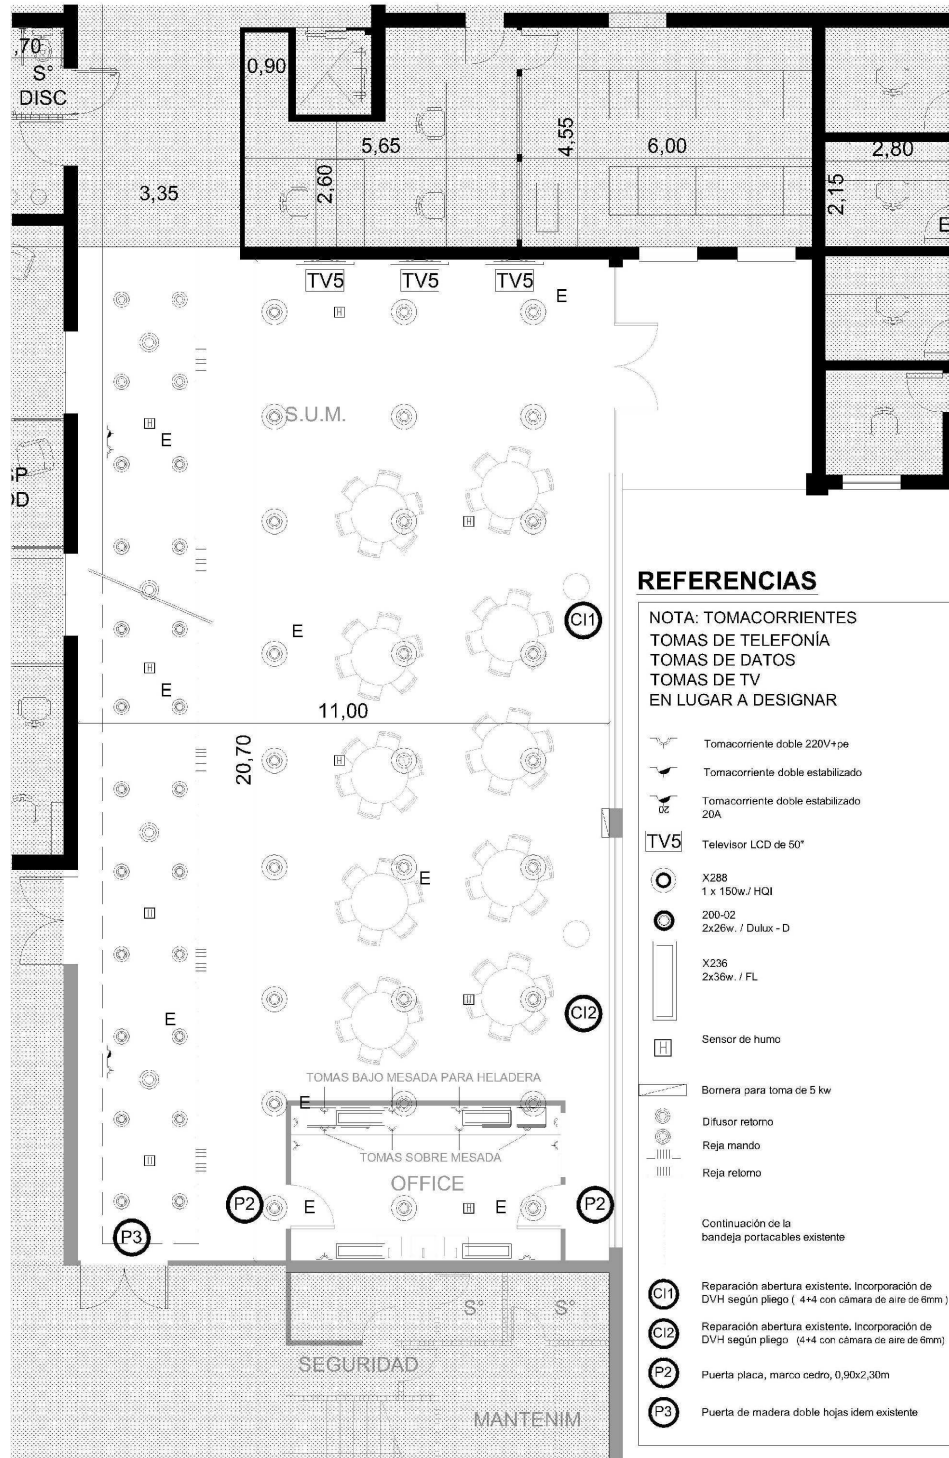 ,70
S°
DISC
0,90
5,65
4,55
6,00
2,80
2,60
2,15
3,35
E
TV5
TV5
TV5
E
H
S.U.M.
H
E
H
CI1
E
H
E
11,00
20,70
H
E
H
H
CI2
E
TOMAS BAJO MESADA PARA HELADERA
E
TOMAS SOBRE MESADA
OFFICE
H
P2
E
H
E
P2
P3
S°
S°
SEGURIDAD
MANTENIM
REFERENCIAS
NOTA: TOMACORRIENTES
TOMAS DE TELEFONÍA
TOMAS DE DATOS
TOMAS DE TV
EN LUGAR A DESIGNAR
Tomacorriente doble 220V+pe
Tomacorriente doble estabilizado
Tomacorriente doble estabilizado
20A
20
TV5
Televisor LCD de 50"
X288
1 x 150w./ HQI
200-02
2x26w. / Dulux - D
X236
2x36w. / FL
H
Sensor de humo
Bornera para toma de 5 kw
Difusor retorno
Reja mando
Reja retorno
Continuación de la
bandeja portacables existente
CI1
Reparación abertura existente. Incorporación de
DVH según pliego ( 4+4 con cámara de aire de 6mm )
CI2
Reparación abertura existente. Incorporación de
DVH según pliego (4+4 con cámara de aire de 6mm)
P2
Puerta placa, marco cedro, 0,90x2,30m
P3
Puerta de madera doble hojas idem existente